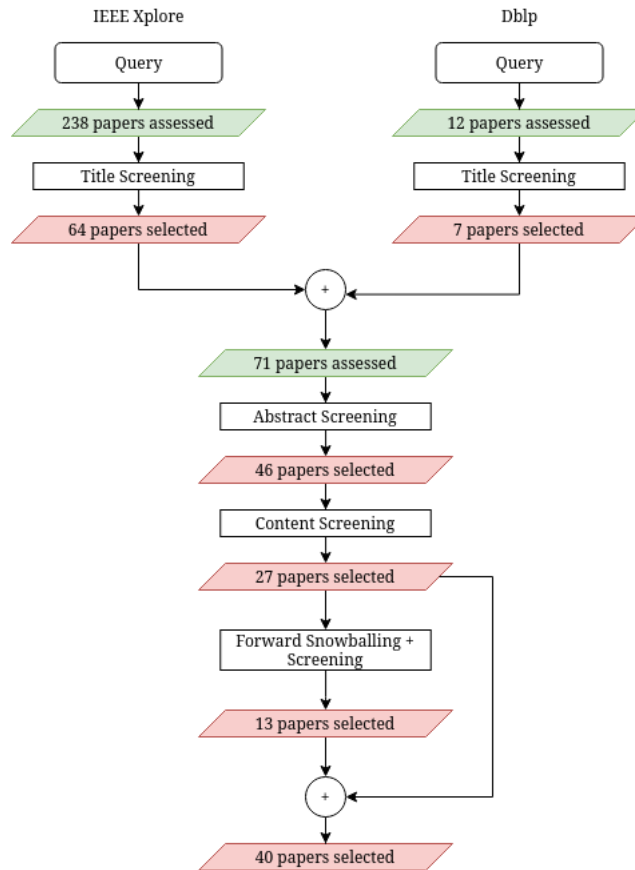 IEEE Xplore
Dblp
Query
Query
238 papers assessed
12 papers assessed
Title Screening
Title Screening
64 papers selected
7 papers selected
+
71 papers assessed
Abstract Screening
46 papers selected
Content Screening
27 papers selected
Forward Snowballing +
Screening
13 papers selected
+
40 papers selected